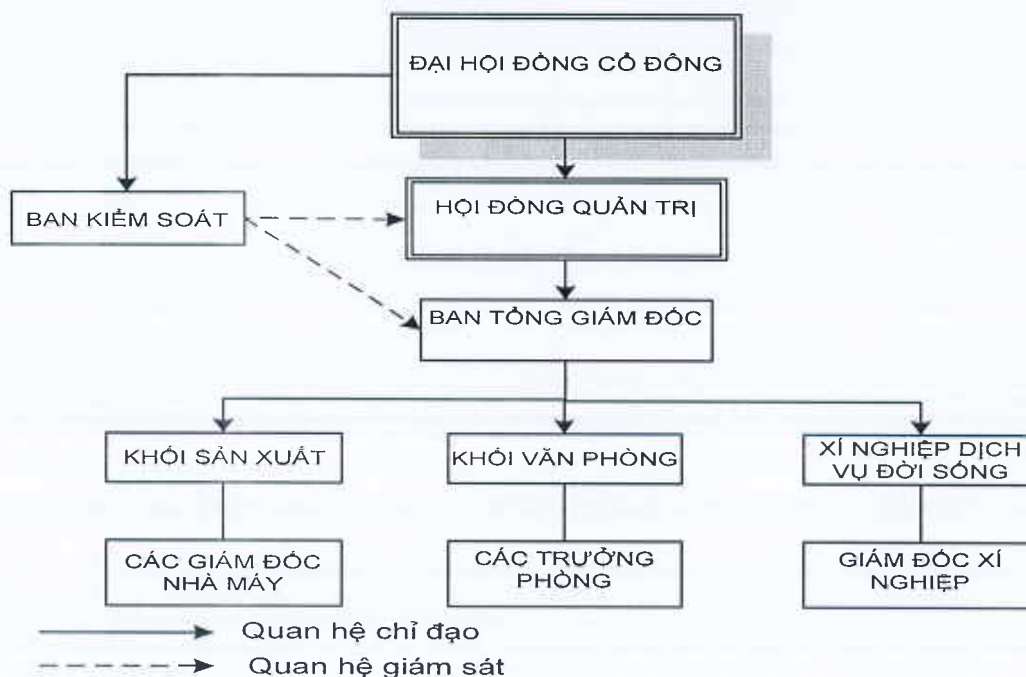 ĐẠI HỘI ĐỒNG CỔ ĐÔNG
BAN KIỂM SOÁT
HỘI ĐỒNG QUẢN TRỊ
BAN TỔNG GIÁM ĐỐC
KHỐI SẢN XUẤT
KHỐI VĂN PHÒNG
XÍ NGHIỆP DỊCH
VỤ ĐỜI SỐNG
CÁC GIÁM ĐỐC
NHÀ MÁY
CÁC TRƯỞNG
PHÒNG
GIÁM ĐỐC XÍ
NGHIỆP
Quan hệ chỉ đạo
Quan hệ giám sát